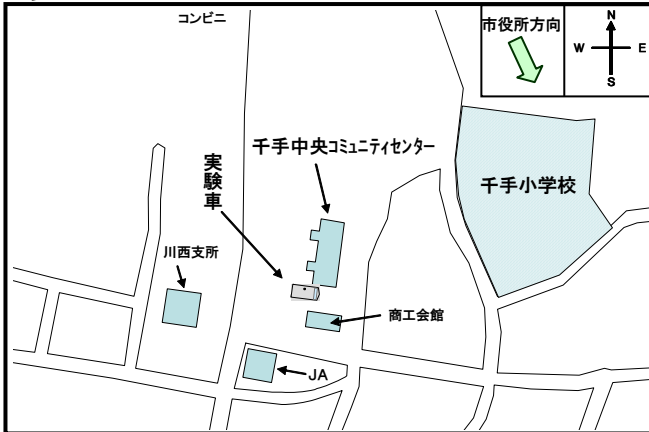 コンビニ
市役所方向
N
W
E
S
千手中央コミュニティセンター
実験車
千手小学校
川西支所
商工会館
JA